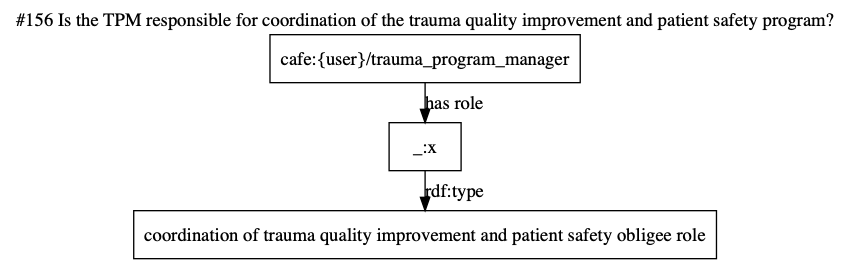 #156 Is the TPM responsible for coordination of the trauma quality improvement and patient safety program?
cafe:{user}/trauma_program_manager
has role
_:x
rdf:type
coordination of trauma quality improvement and patient safety obligee role